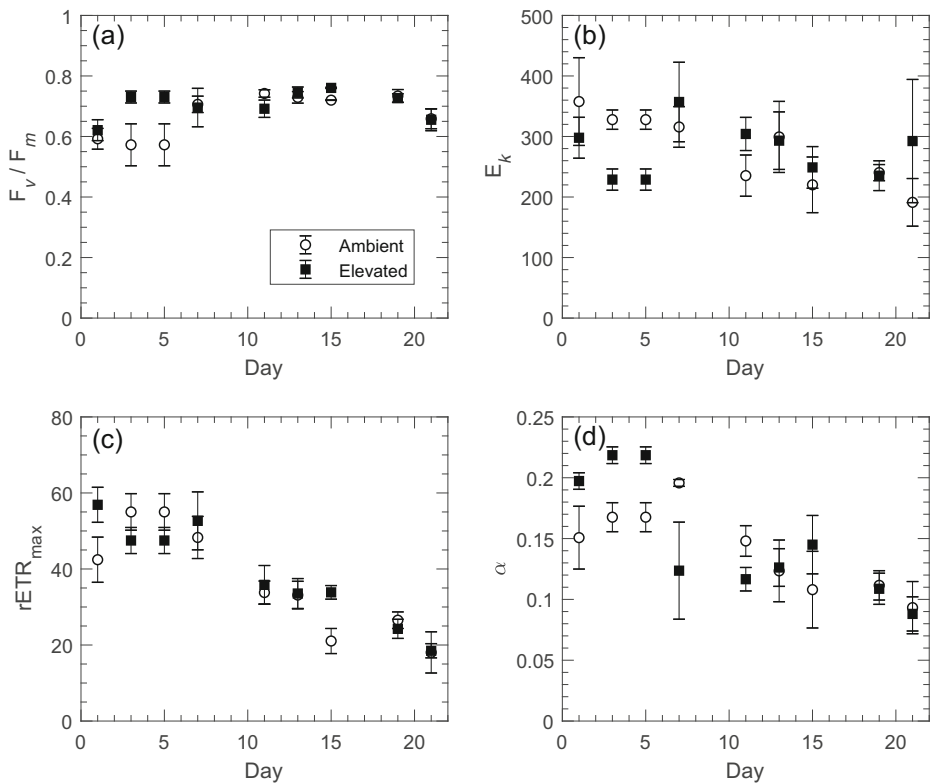 (a)
1
0.8
0.6
0.4
0.2
0
F_v / F_m
0 5 10 15 20
Day
Ambient
Elevated
(b)
500
400
300
200
100
0
E_k
0 5 10 15 20
Day
(c)
80
60
40
20
0
rETR_max
0 5 10 15 20
Day
(d)
0.25
0.2
0.15
0.1
0.05
0
α
0 5 10 15 20
Day